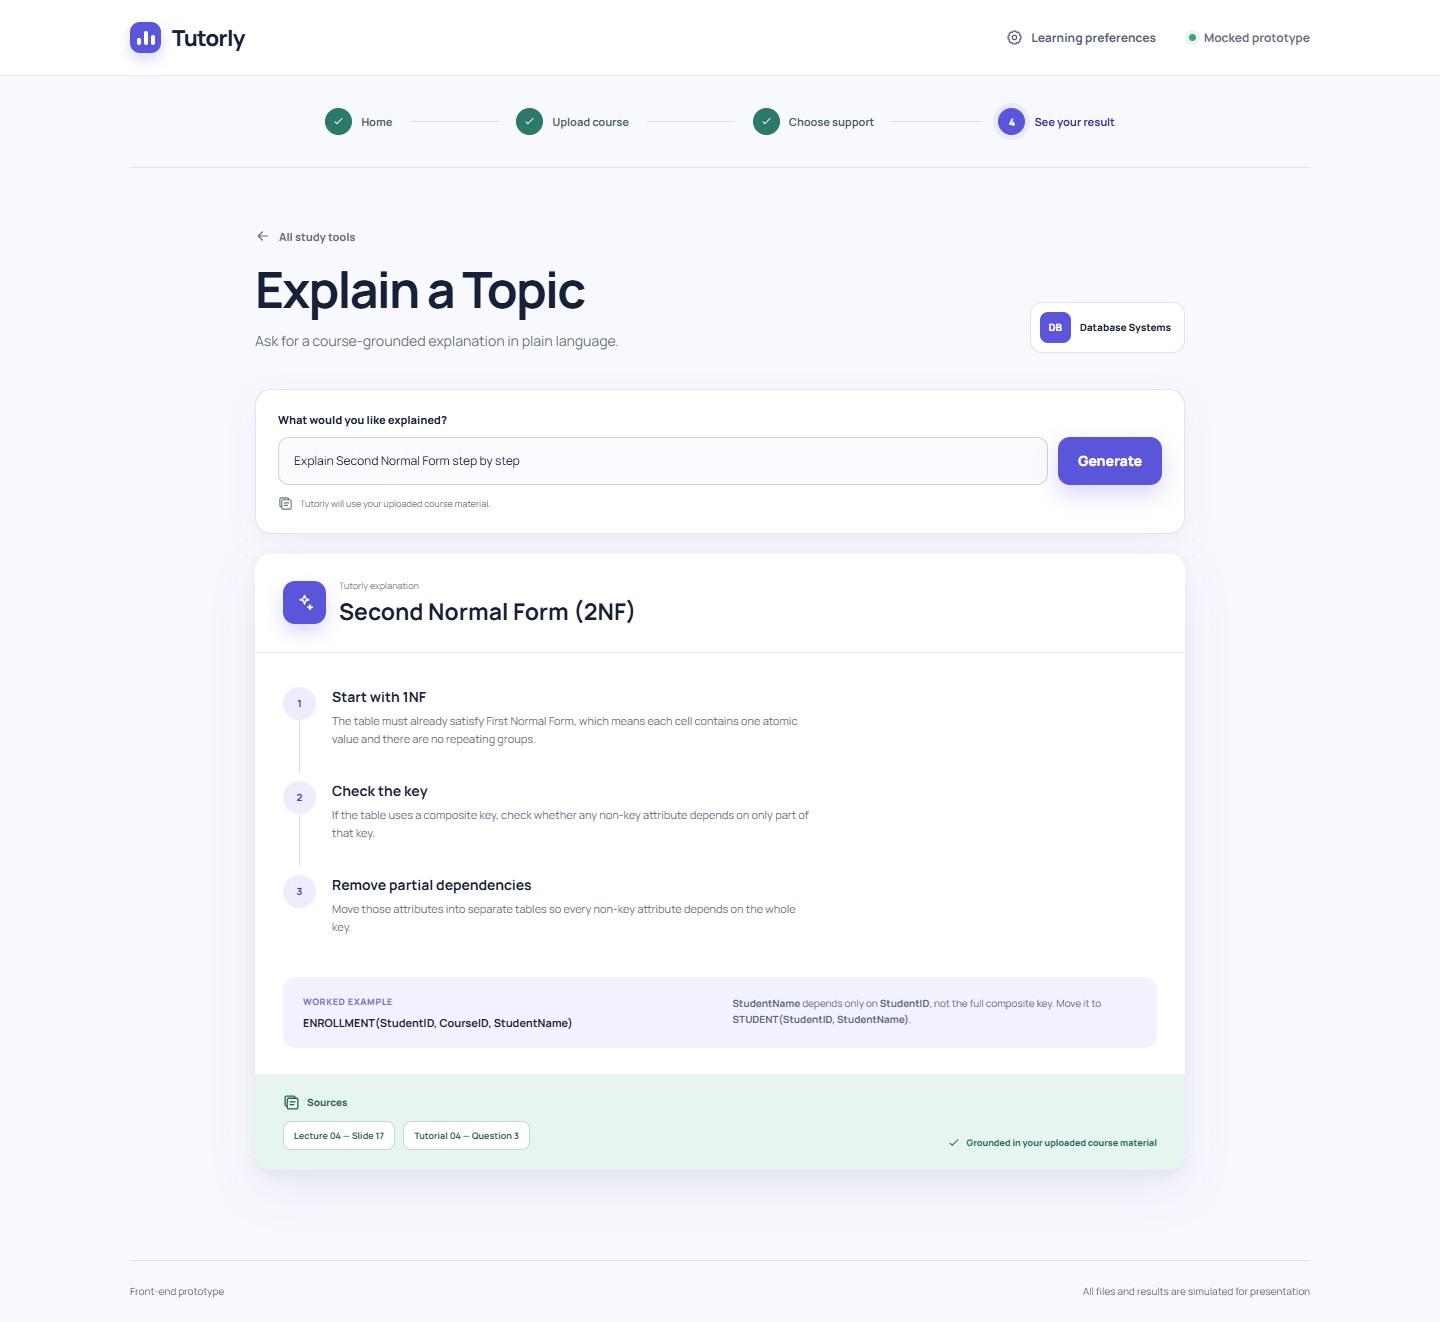 Tutorly
Learning preferences
Mocked prototype
Home
Upload course
Choose support
4
See your result
All study tools
Explain a Topic
Ask for a course-grounded explanation in plain language.
DB
Database Systems
What would you like explained?
Explain Second Normal Form step by step
Generate
Tutorly will use your uploaded course material.
Tutorly explanation
Second Normal Form (2NF)
1
Start with 1NF
The table must already satisfy First Normal Form, which means each cell contains one atomic
value and there are no repeating groups.
2
Check the key
If the table uses a composite key, check whether any non-key attribute depends on only part of
that key.
3
Remove partial dependencies
Move those attributes into separate tables so every non-key attribute depends on the whole
key.
WORKED EXAMPLE
ENROLLMENT(StudentID, CourseID, StudentName)
StudentName depends only on StudentID, not the full composite key. Move it to
STUDENT(StudentID, StudentName).
Sources
Lecture 04 — Slide 17
Tutorial 04 — Question 3
Grounded in your uploaded course material
Front-end prototype
All files and results are simulated for presentation